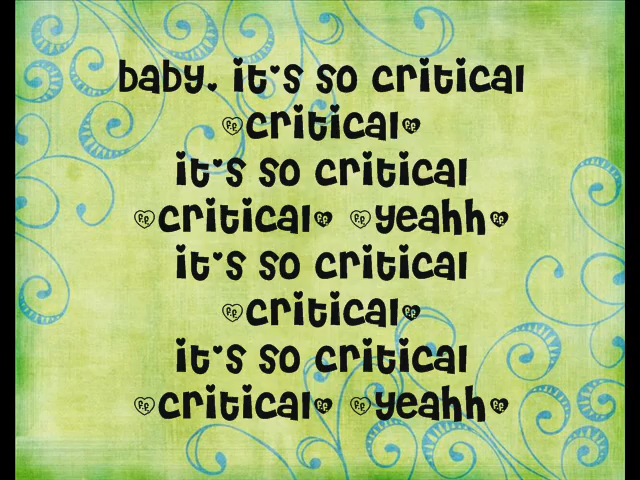 baby, it's so critical
(critical)
it's so critical
(critical) (yeahh)
it's so critical
(critical)
it's so critical
(critical) (yeahh)